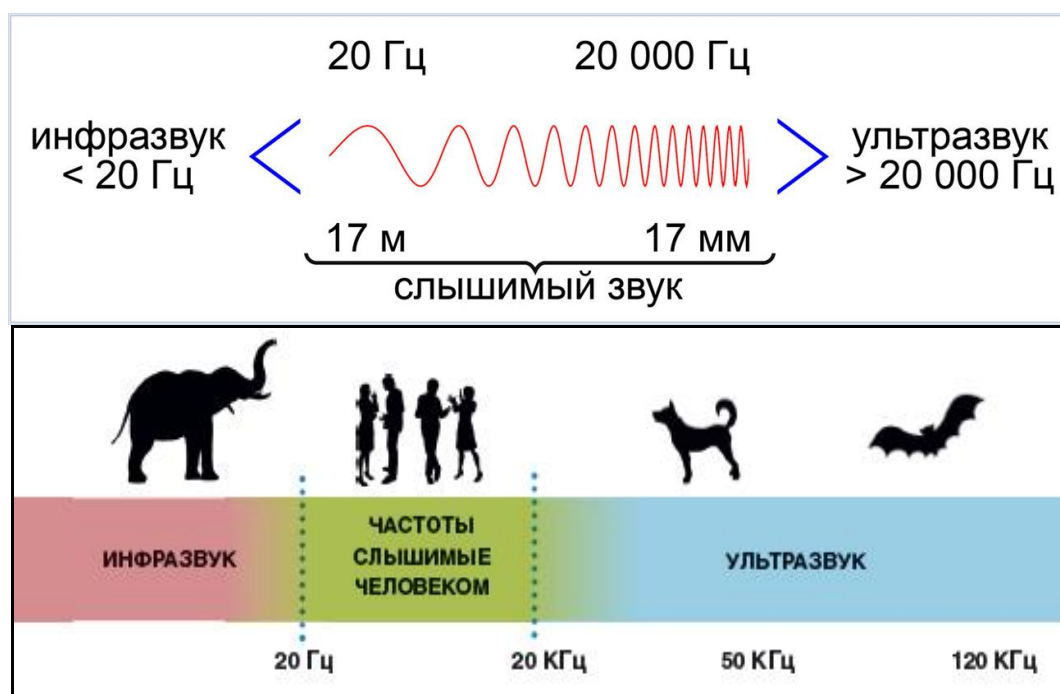 20 Гц 20 000 Гц
инфразвук
< 20 Гц
ультразвук
> 20 000 Гц
17 м 17 мм
слышимый звук
ИНФРАЗВУК
ЧАСТОТЫ
СЛЫШИМЫЕ
ЧЕЛОВЕКОМ
УЛЬТРАЗВУК
20 Гц 20 КГц 50 КГц 120 КГц